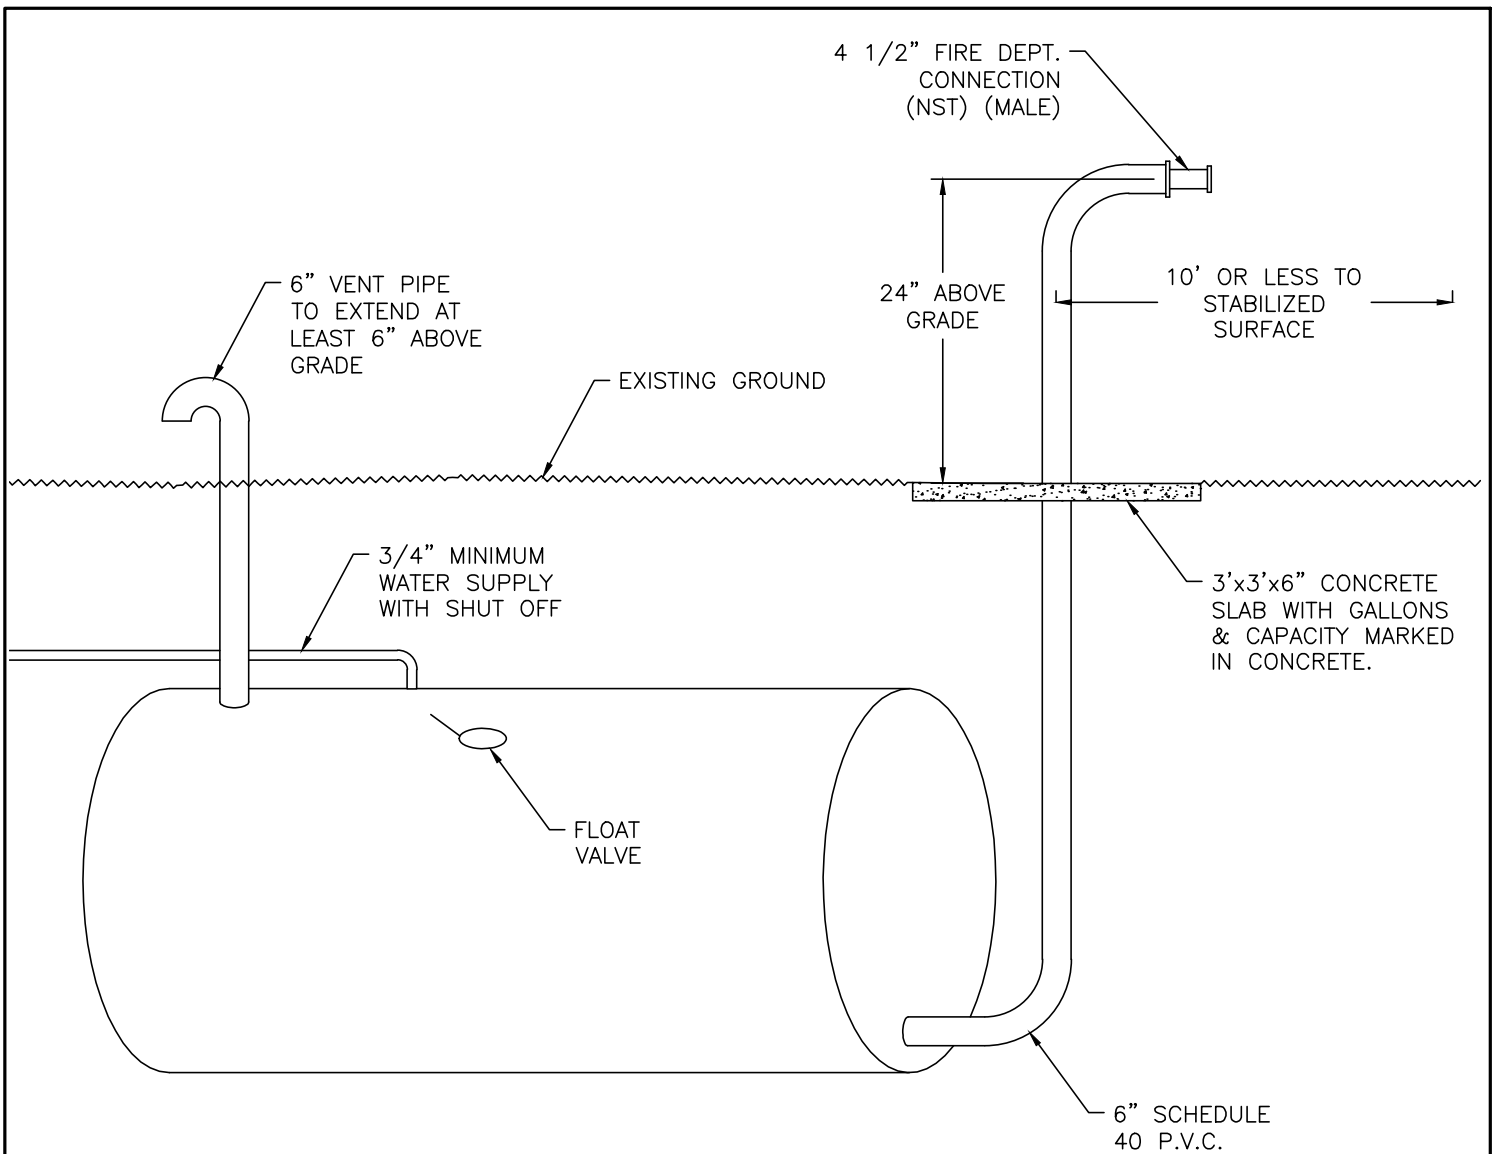 4 1/2” FIRE DEPT.
CONNECTION
(NST) (MALE)
6” VENT PIPE
TO EXTEND AT
LEAST 6” ABOVE
GRADE
24” ABOVE
GRADE
10’ OR LESS TO
STABILIZED
SURFACE
EXISTING GROUND
3/4” MINIMUM
WATER SUPPLY
WITH SHUT OFF
3’x3’x6” CONCRETE
SLAB WITH GALLONS
& CAPACITY MARKED
IN CONCRETE.
FLOAT
VALVE
6” SCHEDULE
40 P.V.C.